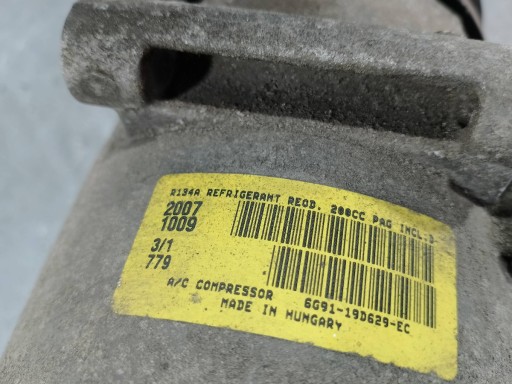 R134A REFRIGERANT REQD. 200CC PAG INCL.
2007
1009
3/1
779
A/C COMPRESSOR 6G91-19D629-EC
MADE IN HUNGARY